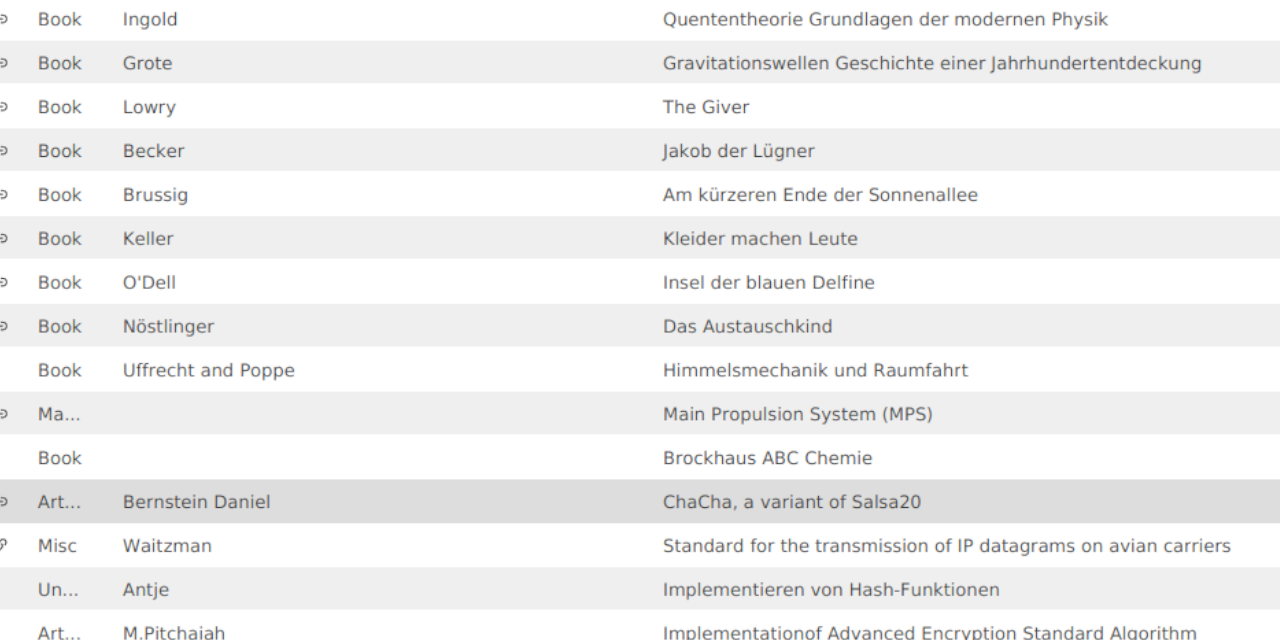 Book Ingold Quententheorie Grundlagen der modernen Physik
Book Grote Gravitationswellen Geschichte einer Jahrhundertentdeckung
Book Lowry The Giver
Book Becker Jakob der Lügner
Book Brussig Am kürzeren Ende der Sonnenallee
Book Keller Kleider machen Leute
Book O'Dell Insel der blauen Delfine
Book Nöstlinger Das Austauschkind
Book Uffrecht and Poppe Himmelsmechanik und Raumfahrt
Ma... Main Propulsion System (MPS)
Book Brockhaus ABC Chemie
Art... Bernstein Daniel ChaCha, a variant of Salsa20
Misc Waitzman Standard for the transmission of IP datagrams on avian carriers
Un... Antje Implementieren von Hash-Funktionen
Art... M.Pitchaiah Implementationof Advanced Encryption Standard Algorithm